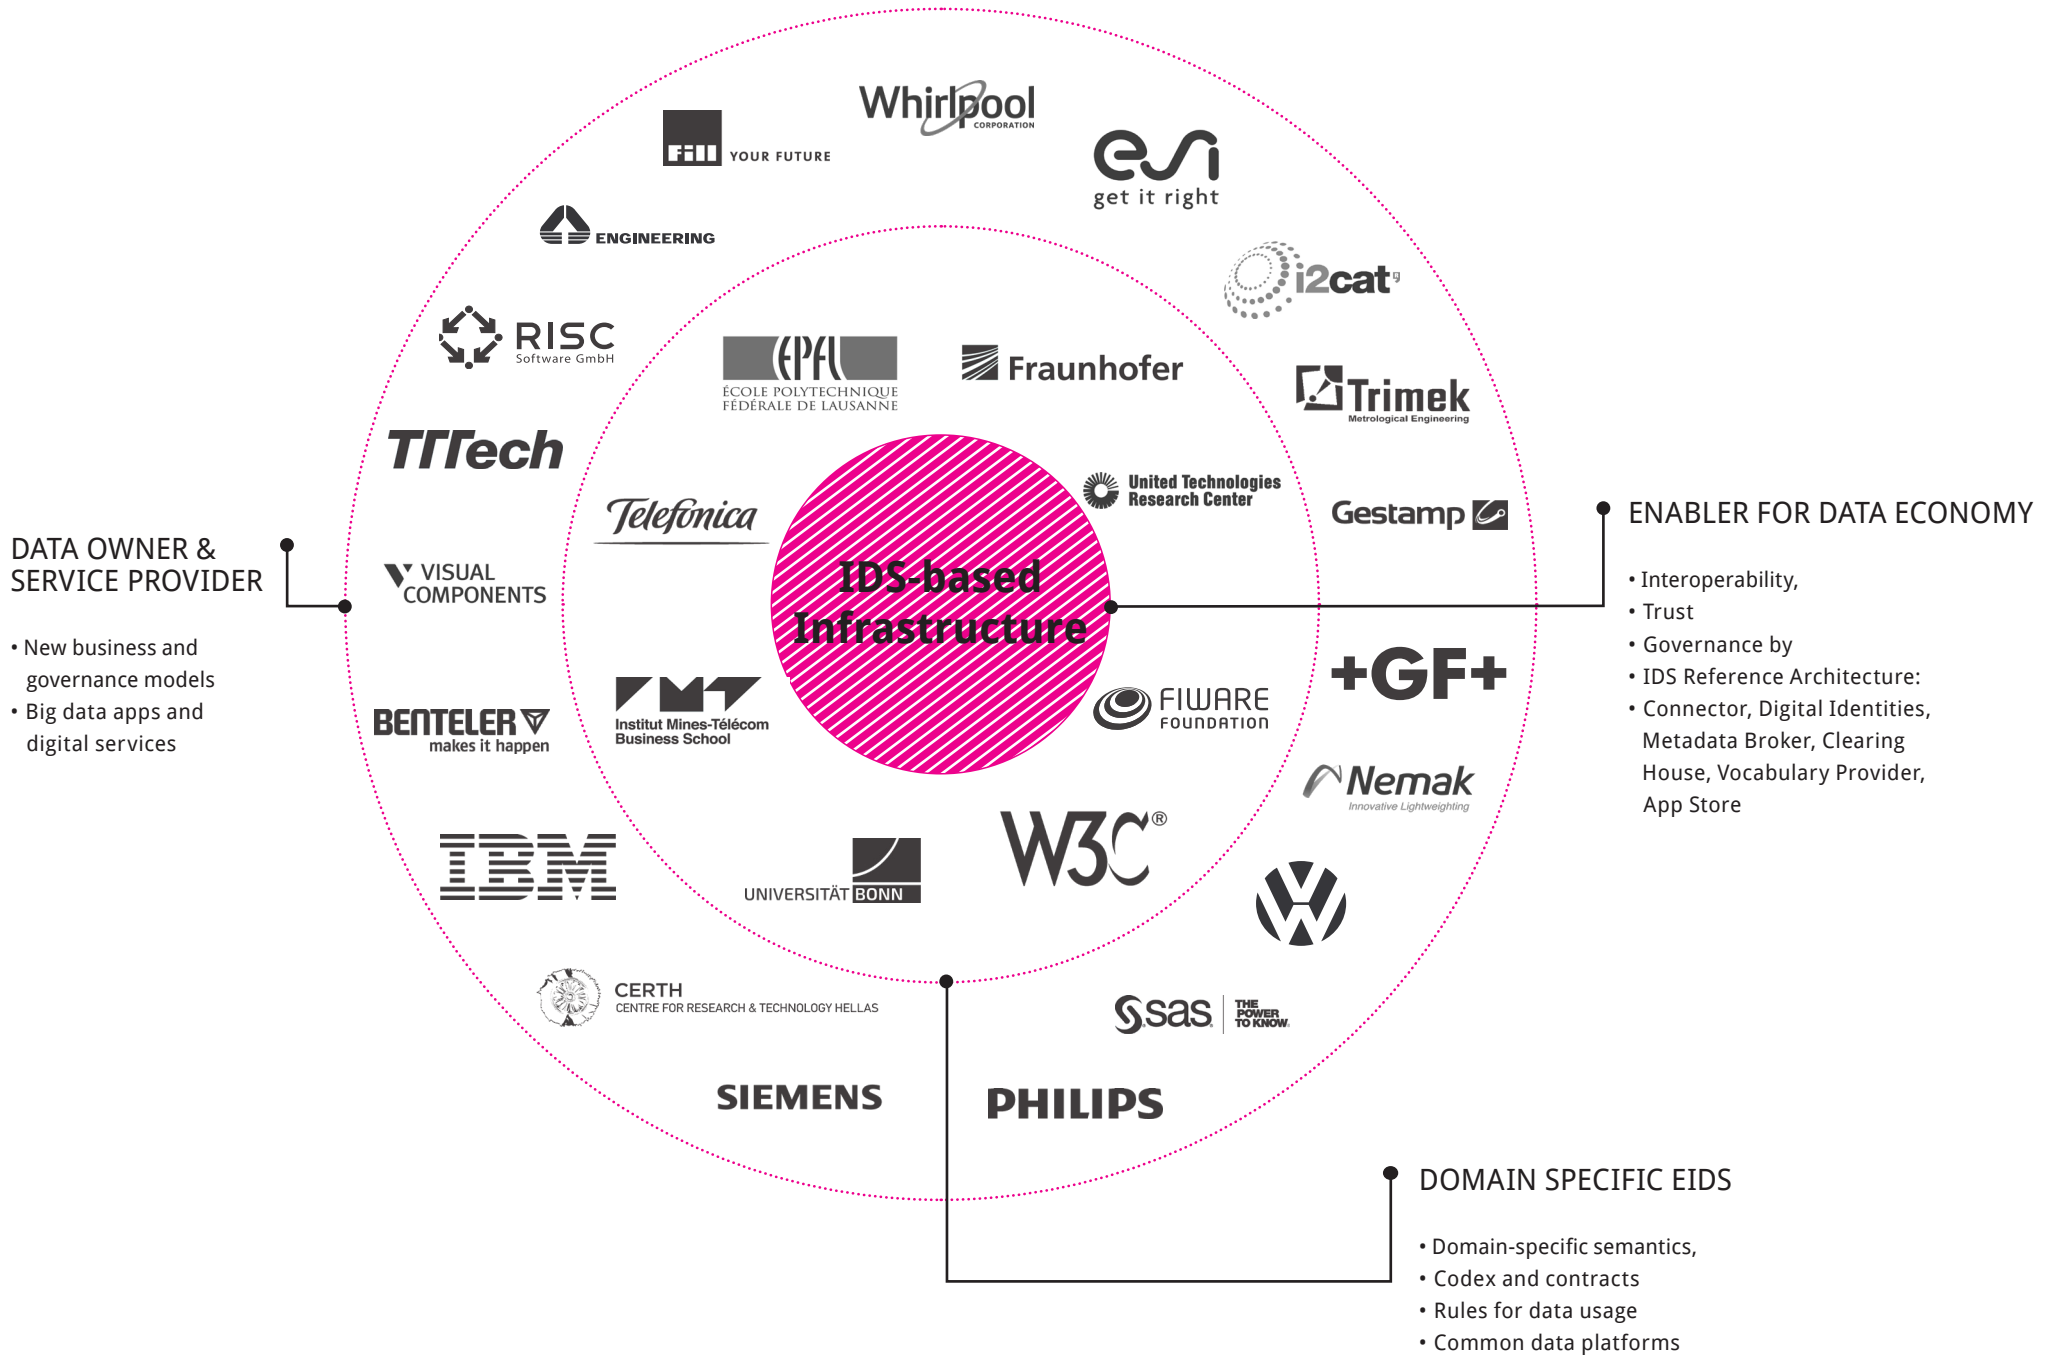 Whirlpool
CORPORATION
Fill
YOUR FUTURE
esi
get it right
ENGINEERING
i2cat
RISC
Software GmbH
EPFL
ÉCOLE POLYTECHNIQUE
FÉDÉRALE DE LAUSANNE
Fraunhofer
Trimek
Metrological Engineering
TTTech
United Technologies
Research Center
Telefónica
Gestamp
ENABLER FOR DATA ECONOMY
• Interoperability,
• Trust
• Governance by
• IDS Reference Architecture:
• Connector, Digital Identities,
Metadata Broker, Clearing
House, Vocabulary Provider,
App Store
DATA OWNER &
SERVICE PROVIDER
• New business and
governance models
• Big data apps and
digital services
VISUAL
COMPONENTS
IDS-based
Infrastructure
+GF+
BENTELER
makes it happen
IMT
Institut Mines-Télécom
Business School
FIWARE
FOUNDATION
Nemak
Innovative Lightweighting
IBM
UNIVERSITÄT BONN
W3C®
VW
CERTH
CENTRE FOR RESEARCH & TECHNOLOGY HELLAS
sas
THE
POWER
TO KNOW.
SIEMENS
PHILIPS
DOMAIN SPECIFIC EIDS
• Domain-specific semantics,
• Codex and contracts
• Rules for data usage
• Common data platforms